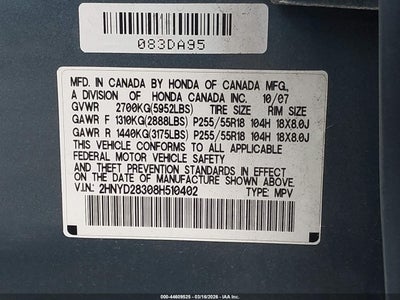 083DA95
MFD. IN CANADA BY HONDA OF CANADA MFG.,
A DIVISION OF HONDA CANADA INC. 10/07
GVWR 2700KG(5952LBS) TIRE SIZE RIM SIZE
GAWR F 1310KG(2888LBS) P255/55R18 104H 18X8.0J
GAWR R 1440KG(3175LBS) P255/55R18 104H 18X8.0J
THIS VEHICLE CONFORMS TO ALL APPLICABLE
FEDERAL MOTOR VEHICLE SAFETY
AND THEFT PREVENTION STANDARDS IN EFFECT ON
THE DATE OF MANUFACTURE SHOWN ABOVE.
V.I.N.: 2HNYD28308H510402 TYPE: MPV
000-44609525 - 03/18/2026 - IAA Inc.